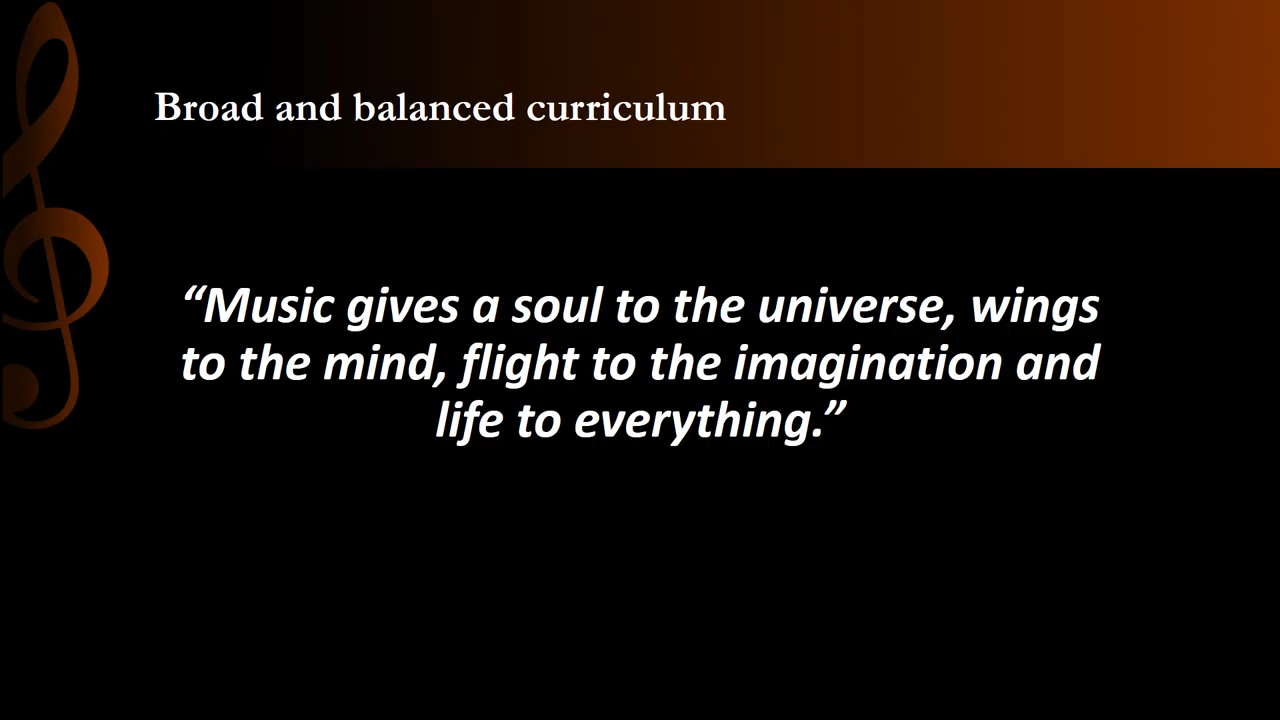 Broad and balanced curriculum
“Music gives a soul to the universe, wings
to the mind, flight to the imagination and
life to everything.”